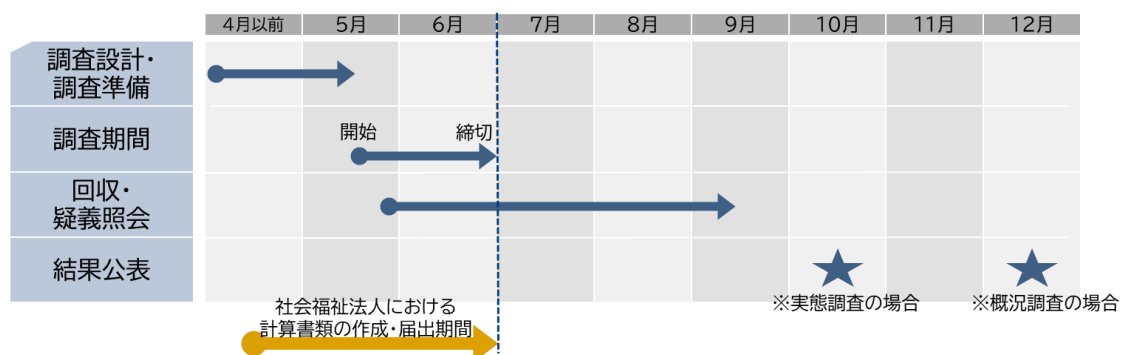 4月以前 5月 6月 7月 8月 9月 10月 11月 12月
調査設計・
調査準備
調査期間
開始 締切
回収・
疑義照会
結果公表
※実態調査の場合 ※概況調査の場合
社会福祉法人における
計算書類の作成・届出期間